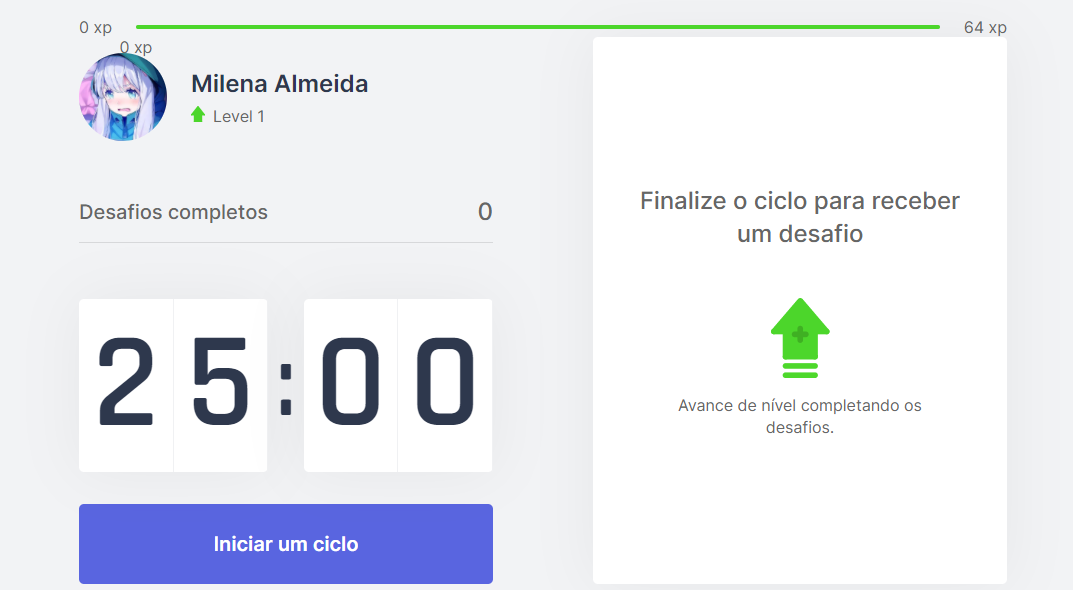 0 xp
64 xp
0 xp
Milena Almeida
Level 1
Desafios completos
0
25:00
Iniciar um ciclo
Finalize o ciclo para receber
um desafio
Avance de nível completando os
desafios.